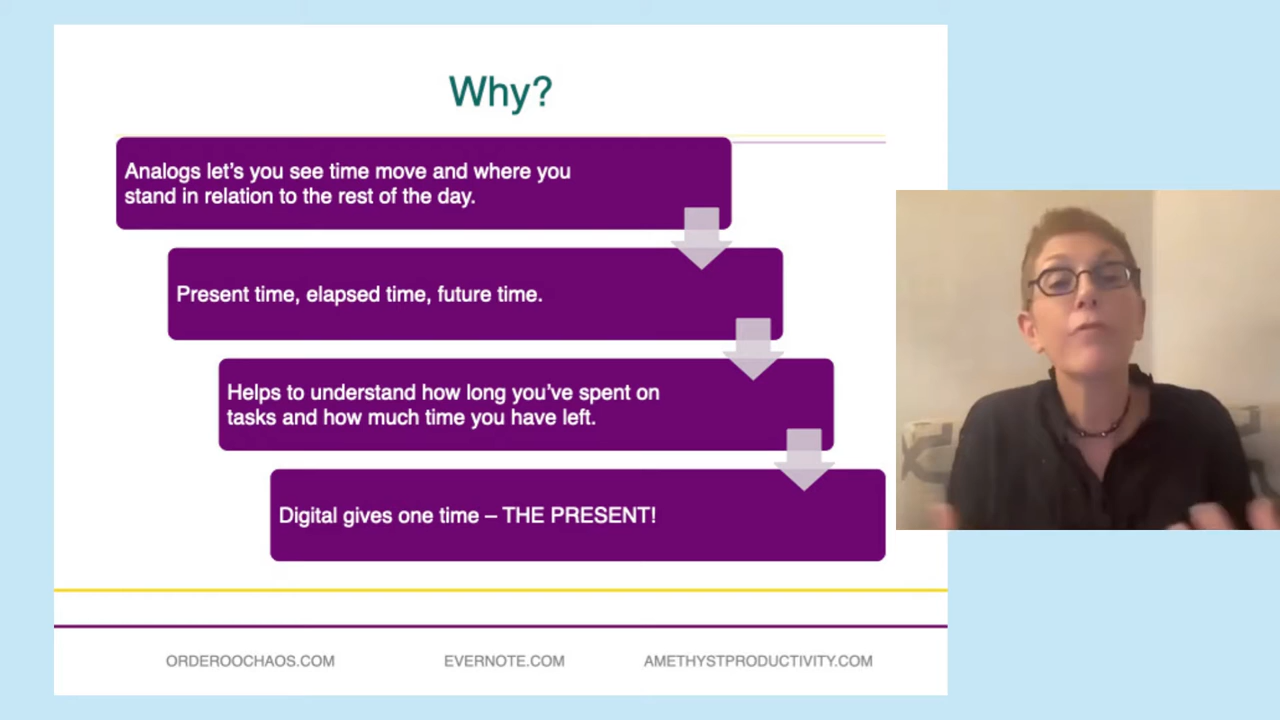 Why?
Analogs let’s you see time move and where you
stand in relation to the rest of the day.
Present time, elapsed time, future time.
Helps to understand how long you’ve spent on
tasks and how much time you have left.
Digital gives one time – THE PRESENT!
ORDEROOCHAOS.COM
EVERNOTE.COM
AMETHYSTPRODUCTIVITY.COM